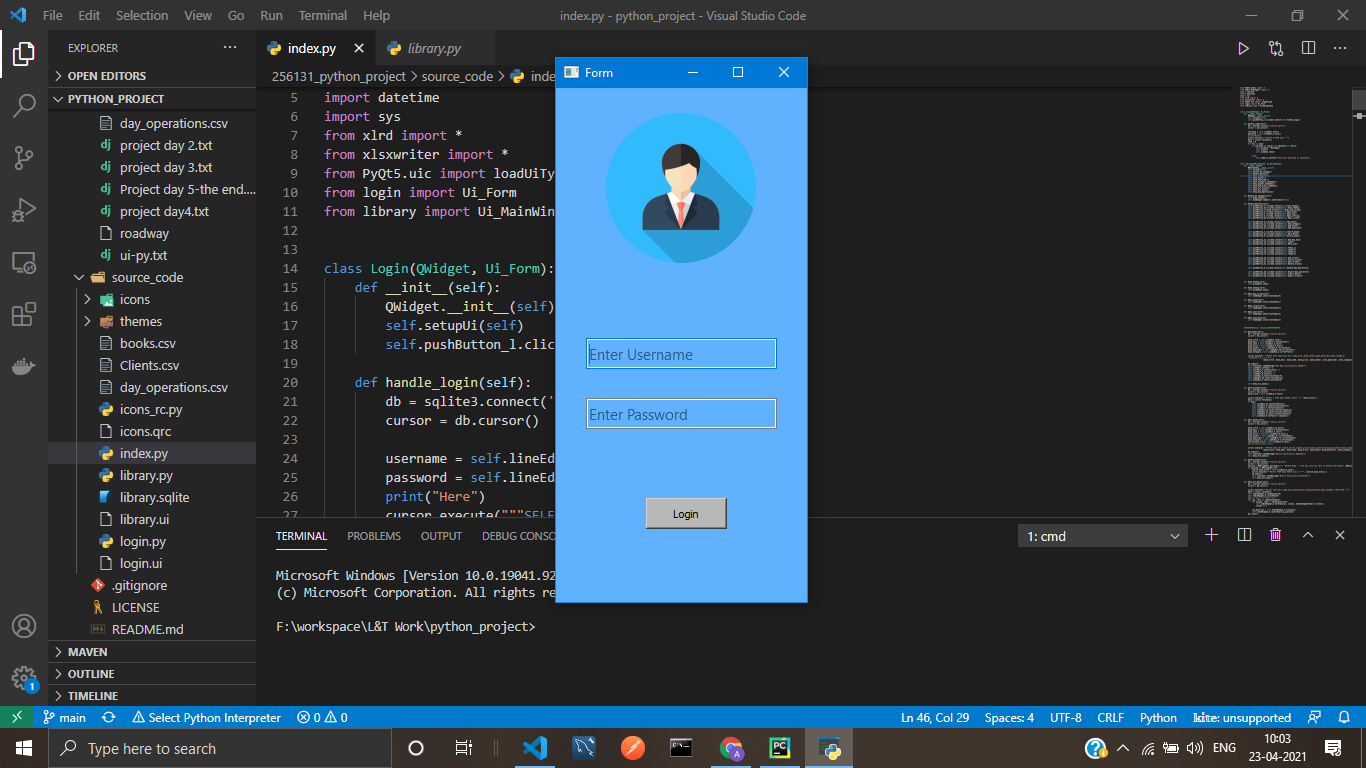 File Edit Selection View Go Run Terminal Help
index.py - python_project - Visual Studio Code
EXPLORER
OPEN EDITORS
PYTHON_PROJECT
day_operations.csv
project day 2.txt
project day 3.txt
Project day 5-the end....
project day4.txt
roadway
ui-py.txt
source_code
icons
themes
books.csv
Clients.csv
day_operations.csv
icons_rc.py
icons.qrc
index.py
library.py
library.sqlite
library.ui
login.py
login.ui
.gitignore
LICENSE
README.md
MAVEN
OUTLINE
TIMELINE
index.py library.py
256131_python_project > source_code > inde
5 import datetime
6 import sys
7 from xlrd import *
8 from xlsxwriter import *
9 from PyQt5.uic import loadUiTy
10 from login import Ui_Form
11 from library import Ui_MainWin
12
13
14 class Login(QWidget, Ui_Form):
15 def __init__(self):
16 QWidget.__init__(self)
17 self.setupUi(self)
18 self.pushButton_l.clic
19
20 def handle_login(self):
21 db = sqlite3.connect('
22 cursor = db.cursor()
23
24 username = self.lineEd
25 password = self.lineEd
26 print("Here")
27 cursor.execute("""SELE
Form
Enter Username
Enter Password
Login
TERMINAL PROBLEMS OUTPUT DEBUG CONSO
1: cmd
Microsoft Windows [Version 10.0.19041.92
(c) Microsoft Corporation. All rights re
F:\workspace\L&T Work\python_project>
1
main Select Python Interpreter 0 0
Ln 46, Col 29 Spaces: 4 UTF-8 CRLF Python kite: unsupported
Type here to search
A
PC
ENG
10:03
23-04-2021